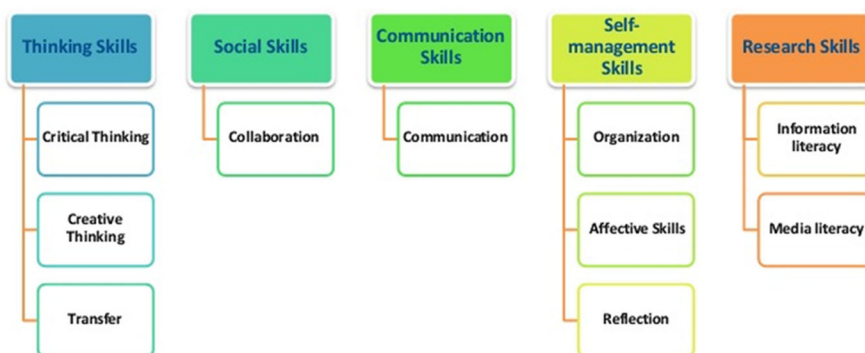 Thinking Skills
Critical Thinking
Creative
Thinking
Transfer
Social Skills
Collaboration
Communication
Skills
Communication
Self-
management
Skills
Organization
Affective Skills
Reflection
Research Skills
Information
literacy
Media literacy